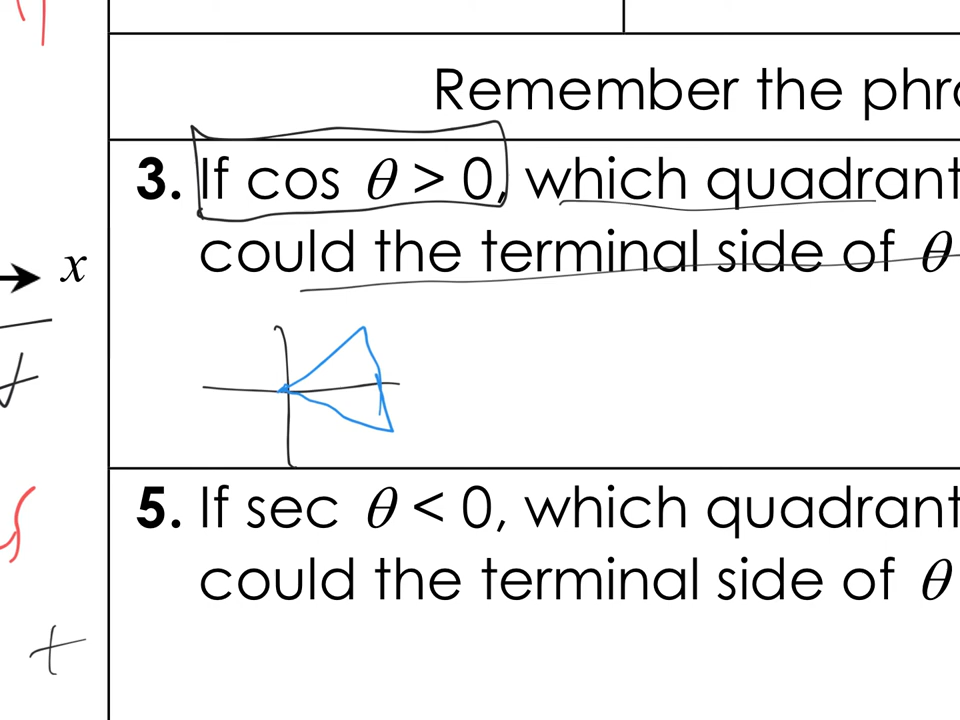 Remember the
3. If cos θ > 0, which quadrant
could the terminal side of θ
x
+
5. If sec θ < 0, which quadrant
could the terminal side of θ
+